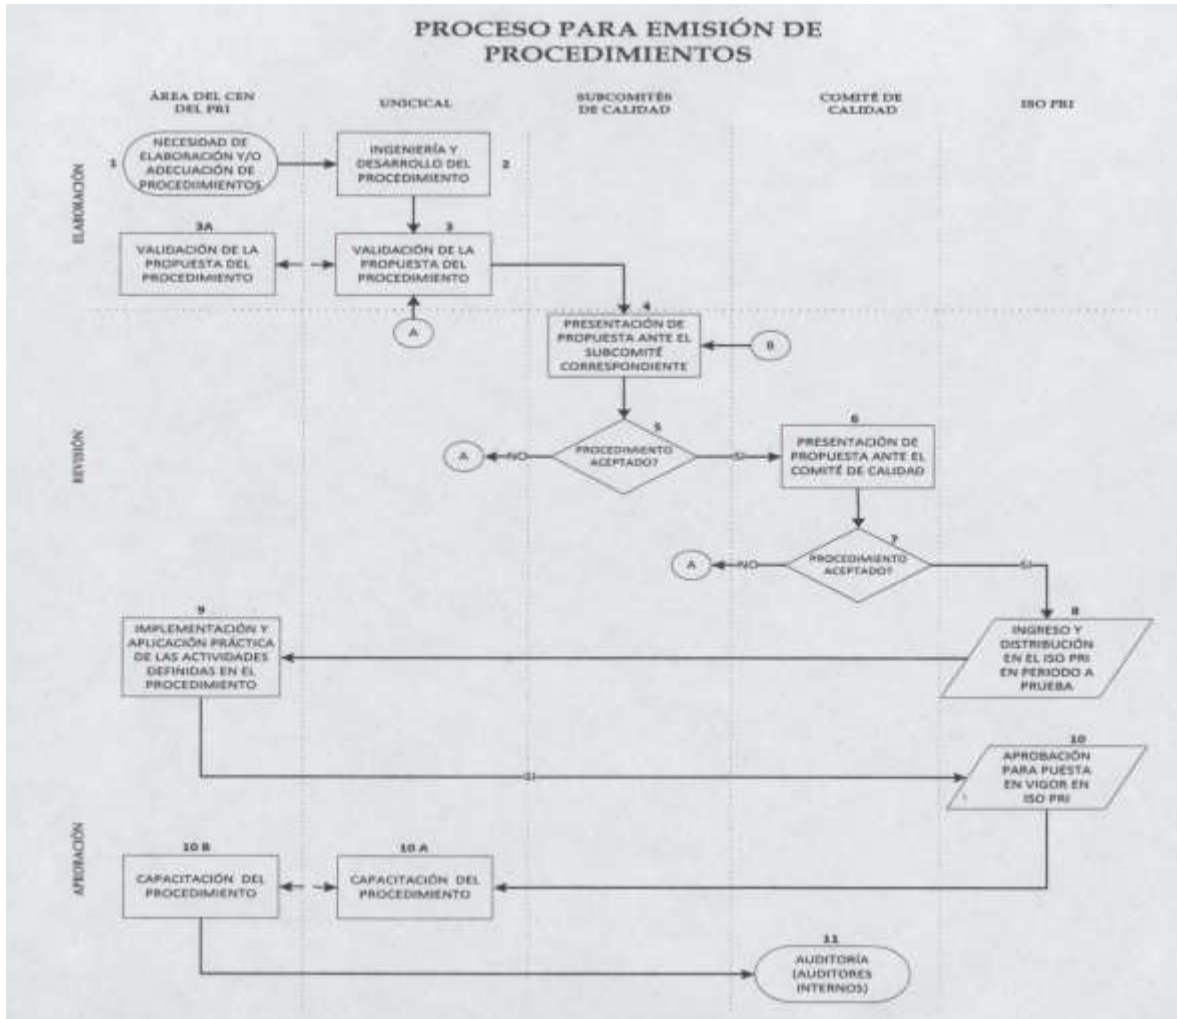 PROCESO PARA EMISIÓN DE
PROCEDIMIENTOS
ÁREA DEL CEN
DEL PRI
UNICICAL
SUBCOMITÉS
DE CALIDAD
COMITÉ DE
CALIDAD
ISO PRI
ELABORACIÓN
1
NECESIDAD DE
ELABORACIÓN Y/O
ADECUACIÓN DE
PROCEDIIMIENTOS
INGENIERÍA Y
DESARROLLO DEL
PROCEDIMIENTO
2
3A
VALIDACIÓN DE LA
PROPUESTA DEL
PROCEDIMIENTO
3
VALIDACIÓN DE LA
PROPUESTA DEL
PROCEDIMIENTO
A
4
PRESENTACIÓN DE
PROPUESTA ANTE EL
SUBCOMITÉ
CORRESPONDIENTE
B
REVISIÓN
A
NO
5
PROCEDIMIENTO
ACEPTADO?
SI
6
PRESENTACIÓN DE
PROPUESTA ANTE EL
COMITÉ DE CALIDAD
A
NO
7
PROCEDIMIENTO
ACEPTADO?
SI
8
INGRESO Y
DISTRIBUCIÓN
EN EL ISO PRI
EN PERIODO A
PRUEBA
9
IMPLEMENTACIÓN Y
APLICACIÓN PRÁCTICA
DE LAS ACTIVIDADES
DEFINIDAS EN EL
PROCEDIMIENTO
SI
10
APROBACIÓN
PARA PUESTA
EN VIGOR EN
ISO PRI
APROBACIÓN
10 B
CAPACITACIÓN DEL
PROCEDIMIENTO
10 A
CAPACITACIÓN DEL
PROCEDIMIENTO
11
AUDITORÍA
(AUDITORES
INTERNOS)